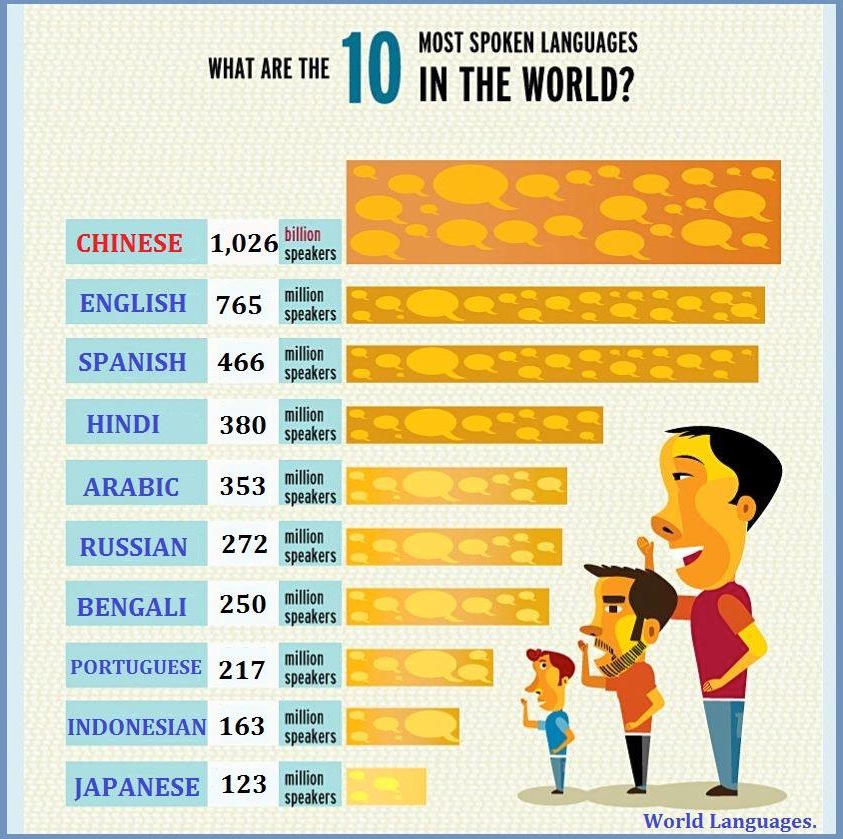 WHAT ARE THE 10 MOST SPOKEN LANGUAGES
IN THE WORLD?
CHINESE 1,026 billion speakers
ENGLISH 765 million speakers
SPANISH 466 million speakers
HINDI 380 million speakers
ARABIC 353 million speakers
RUSSIAN 272 million speakers
BENGALI 250 million speakers
PORTUGUESE 217 million speakers
INDONESIAN 163 million speakers
JAPANESE 123 million speakers
World Languages.